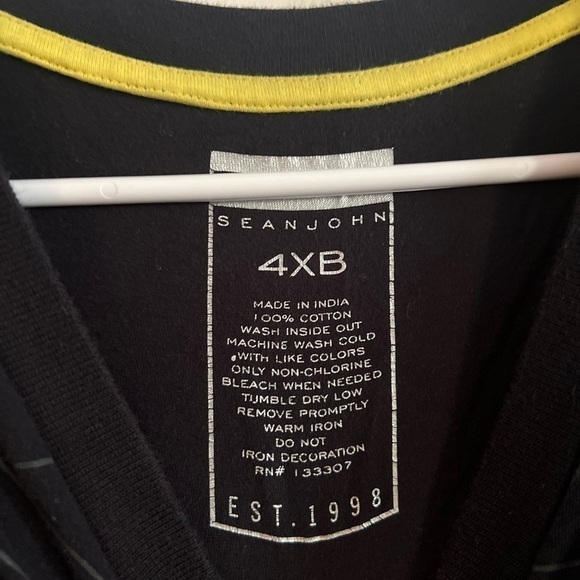 SEANJOHN
4XB
MADE IN INDIA
100% COTTON
WASH INSIDE OUT
MACHINE WASH COLD
WITH LIKE COLORS
ONLY NON-CHLORINE
BLEACH WHEN NEEDED
TUMBLE DRY LOW
REMOVE PROMPTLY
WARM IRON
DO NOT
IRON DECORATION
RN# 133307
EST. 1998